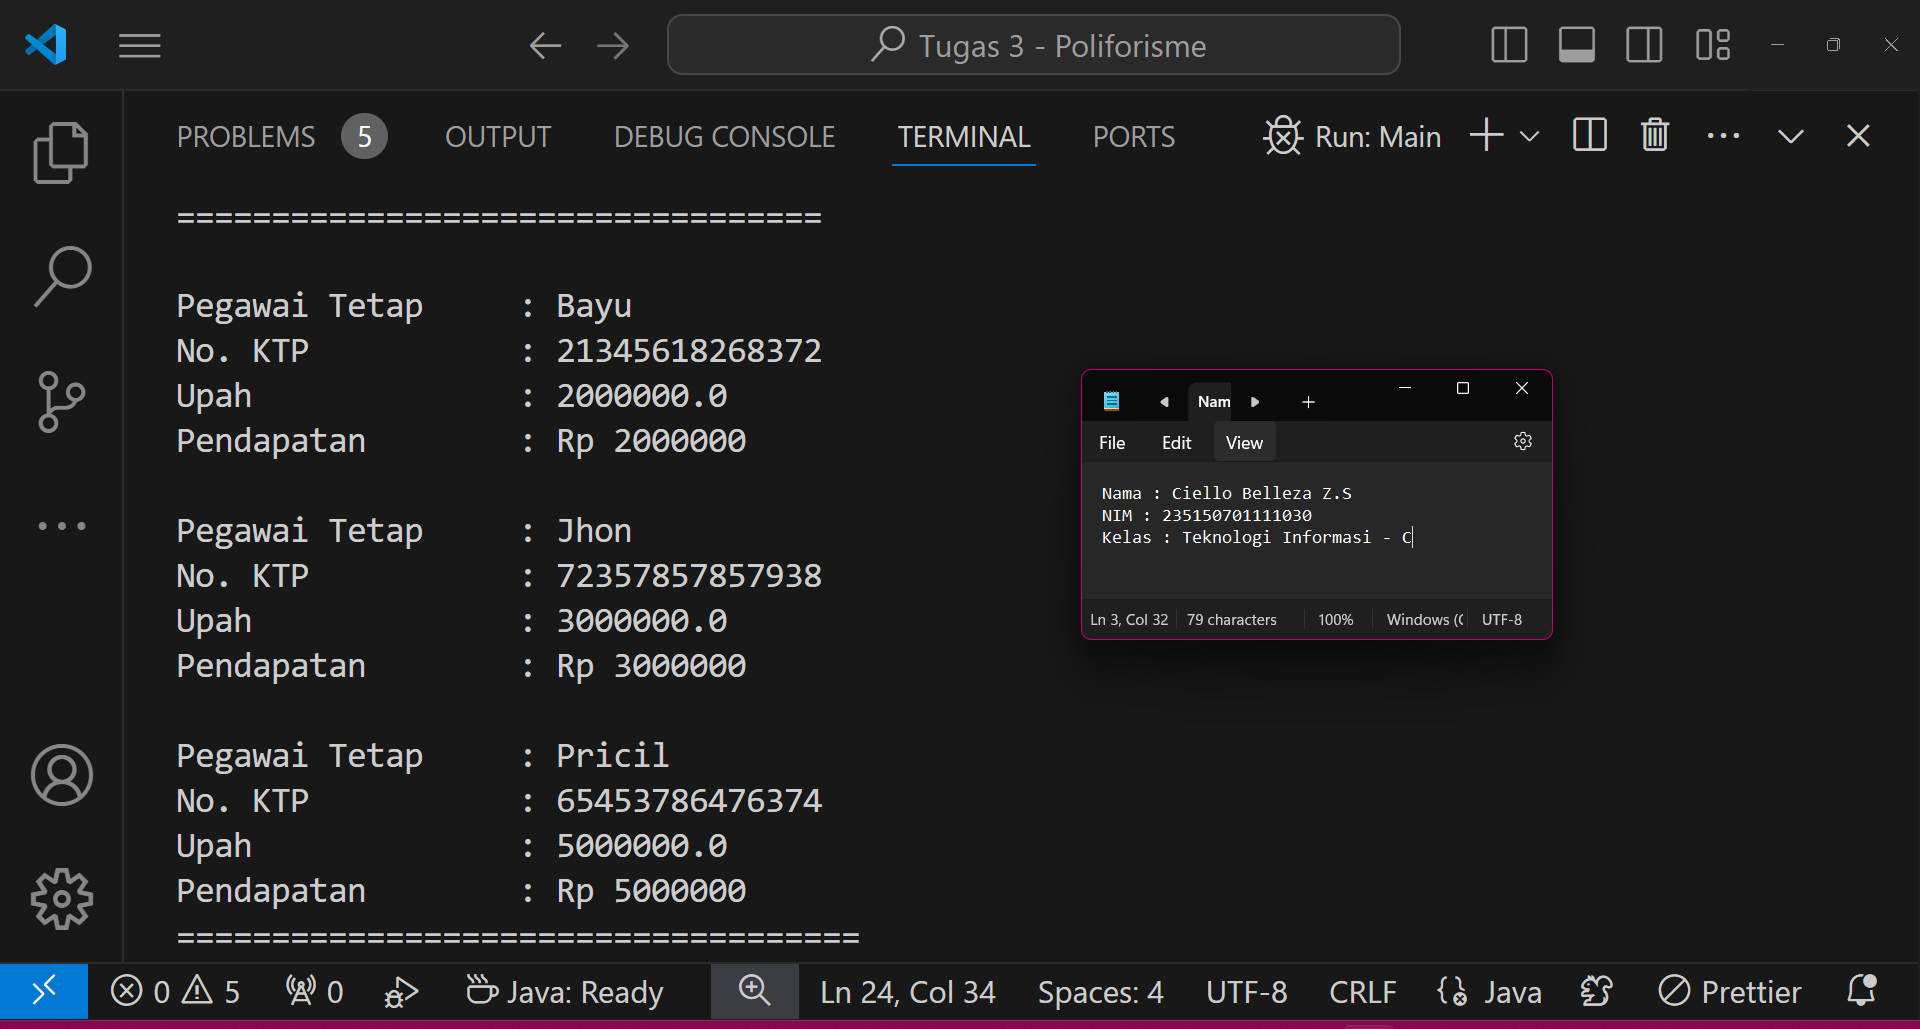 Tugas 3 - Poliforisme
PROBLEMS 5 OUTPUT DEBUG CONSOLE TERMINAL PORTS Run: Main
==================================
Pegawai Tetap : Bayu
No. KTP : 21345618268372
Upah : 2000000.0
Pendapatan : Rp 2000000
Pegawai Tetap : Jhon
No. KTP : 72357857857938
Upah : 3000000.0
Pendapatan : Rp 3000000
Pegawai Tetap : Pricil
No. KTP : 65453786476374
Upah : 5000000.0
Pendapatan : Rp 5000000
====================================
Nam
File Edit View
Nama : Ciello Belleza Z.S
NIM : 235150701111030
Kelas : Teknologi Informasi - C
Ln 3, Col 32 79 characters 100% Windows (C UTF-8
0 5 0 Java: Ready Ln 24, Col 34 Spaces: 4 UTF-8 CRLF Java Prettier